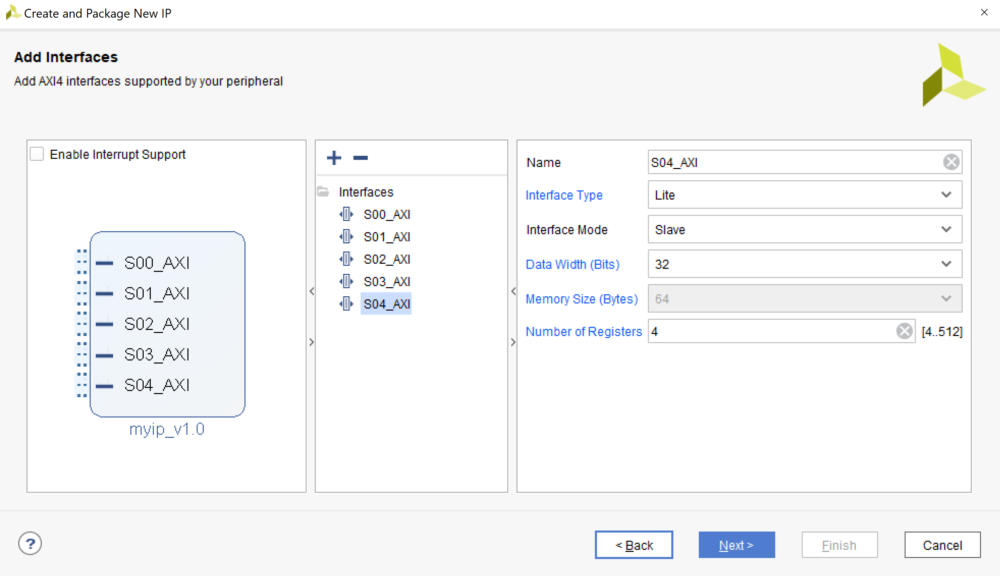 Create and Package New IP
Add Interfaces
Add AXI4 interfaces supported by your peripheral
Enable Interrupt Support
S00_AXI
S01_AXI
S02_AXI
S03_AXI
S04_AXI
myip_v1.0
Interfaces
S00_AXI
S01_AXI
S02_AXI
S03_AXI
S04_AXI
Name S04_AXI
Interface Type Lite
Interface Mode Slave
Data Width (Bits) 32
Memory Size (Bytes) 64
Number of Registers 4 [4..512]
? < Back Next > Finish Cancel